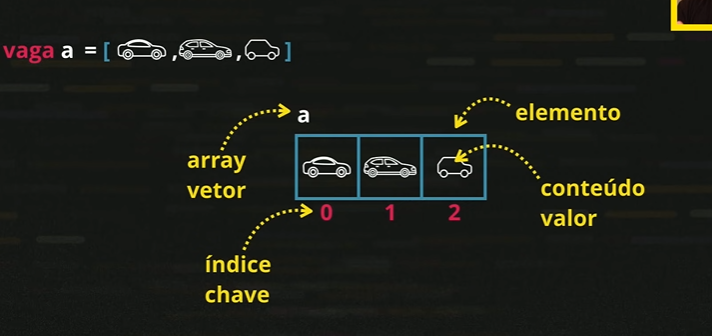 vaga a = [ , , ]
a
elemento
array
vetor
conteúdo
valor
0 1 2
índice
chave